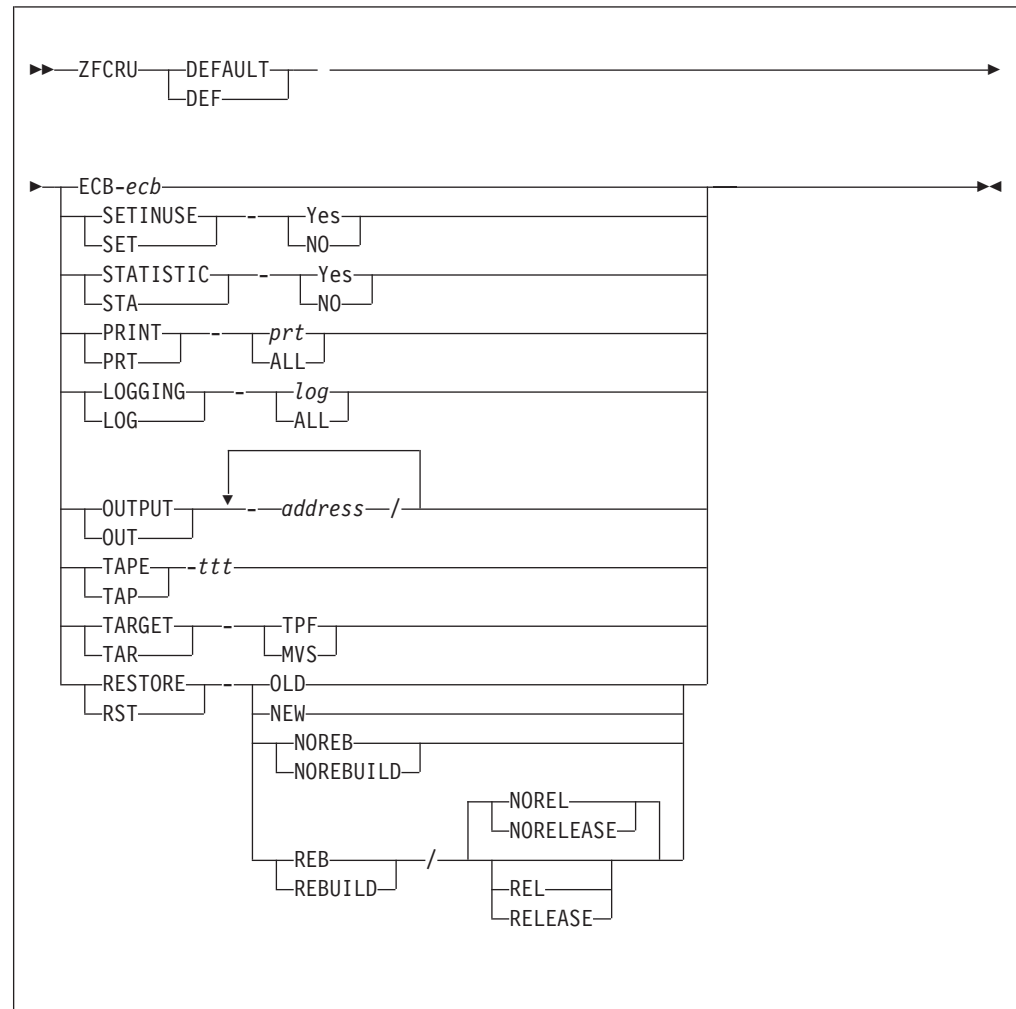 ZFCRU DEFAULT
DEF
ECB-ecb
SETINUSE - Yes
SET NO
STATISTIC - Yes
STA NO
PRINT - prt
PRT ALL
LOGGING - log
LOG ALL
OUTPUT - address /
OUT
TAPE -ttt
TAP
TARGET - TPF
TAR MVS
RESTORE - OLD
RST NEW
NOREB
NOREBUILD
NOREL
NORELEASE
REB /
REBUILD REL
RELEASE